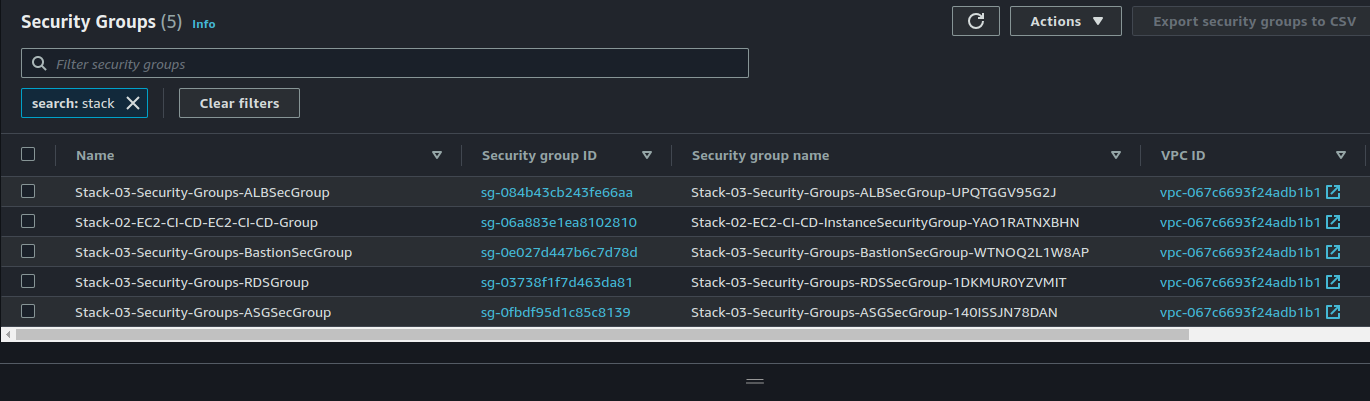 Security Groups (5) Info
Actions
Export security groups to CSV
Filter security groups
search: stack
Clear filters
Name Security group ID Security group name VPC ID
Stack-03-Security-Groups-ALBSecGroup sg-084b43cb243fe66aa Stack-03-Security-Groups-ALBSecGroup-UPQTGGV95G2J vpc-067c6693f24adb1b1
Stack-02-EC2-CI-CD-EC2-CI-CD-Group sg-06a883e1ea8102810 Stack-02-EC2-CI-CD-InstanceSecurityGroup-YAO1RATNXBHN vpc-067c6693f24adb1b1
Stack-03-Security-Groups-BastionSecGroup sg-0e027d447b6c7d78d Stack-03-Security-Groups-BastionSecGroup-WTNOQ2L1W8AP vpc-067c6693f24adb1b1
Stack-03-Security-Groups-RDSGroup sg-03738f1f7d463da81 Stack-03-Security-Groups-RDSSecGroup-1DKMUR0YZVMIT vpc-067c6693f24adb1b1
Stack-03-Security-Groups-ASGSecGroup sg-0fbdf95d1c85c8139 Stack-03-Security-Groups-ASGSecGroup-140ISSJN78DAN vpc-067c6693f24adb1b1